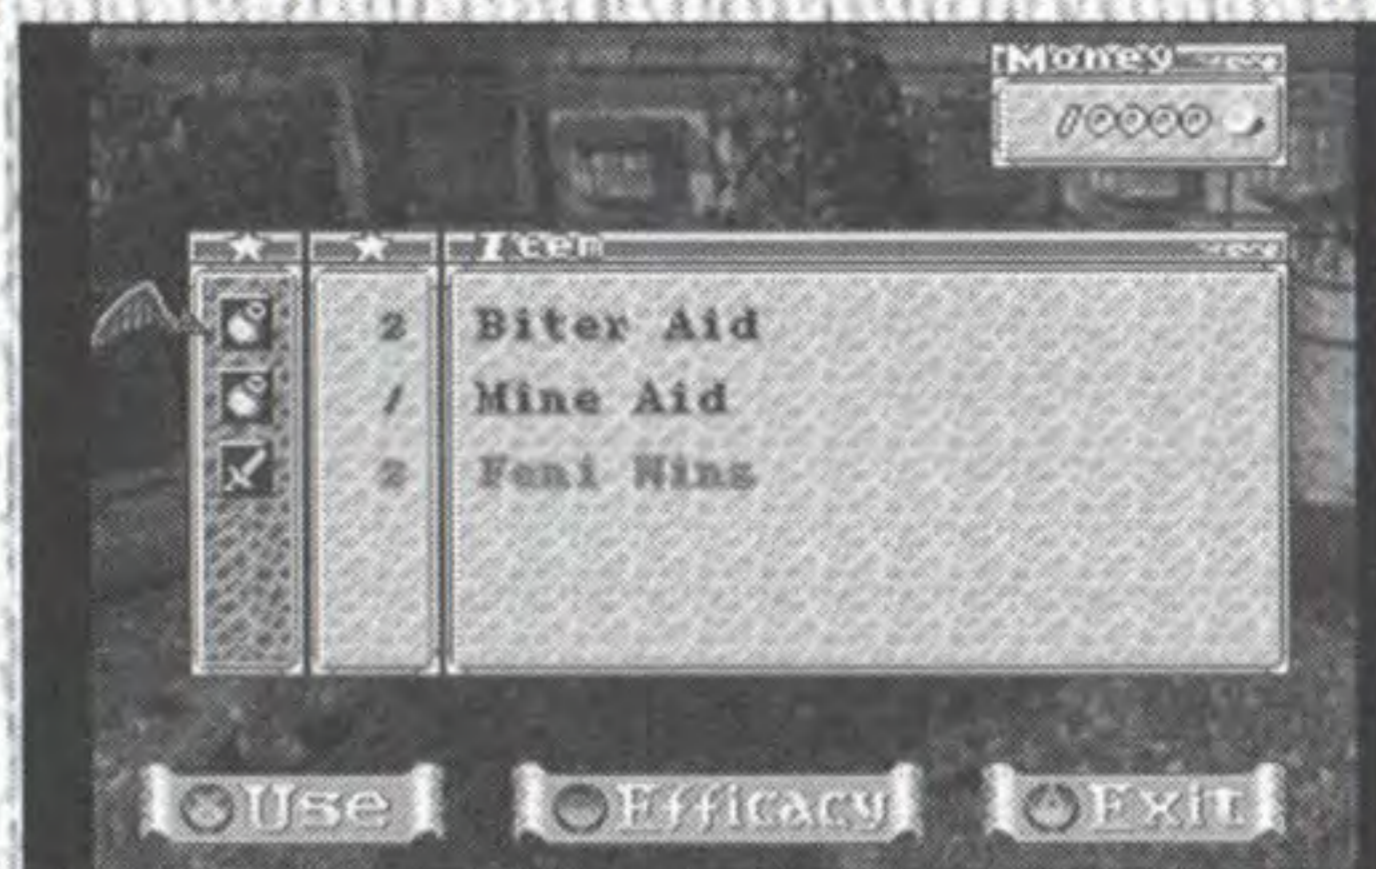 Money
10000
Item
2 Biter Aid
1 Mine Aid
2 Feni Wing
Use Efficacy Exit